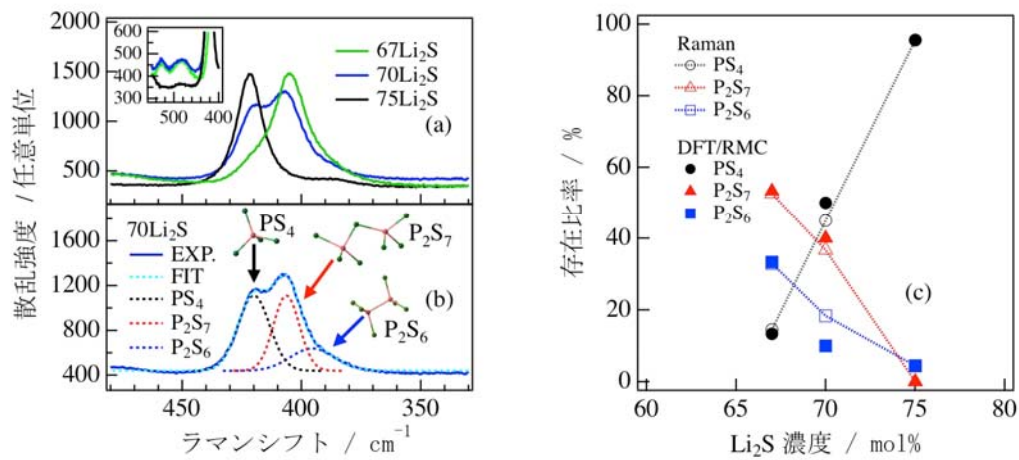 散乱強度 /任意単位
2000
1500
1000
500
600
500
400
300
500
400
67Li₂S
70Li₂S
75Li₂S
(a)
1600
1200
800
400
70Li₂S
EXP.
FIT
PS₄
P₂S₇
P₂S₆
PS₄
P₂S₇
P₂S₆
(b)
450
400
350
ラマンシフト / cm⁻¹
存在比率 / %
100
80
60
40
20
0
Raman
PS₄
P₂S₇
P₂S₆
DFT/RMC
PS₄
P₂S₇
P₂S₆
(c)
60
65
70
75
80
Li₂S 濃度 / mol%